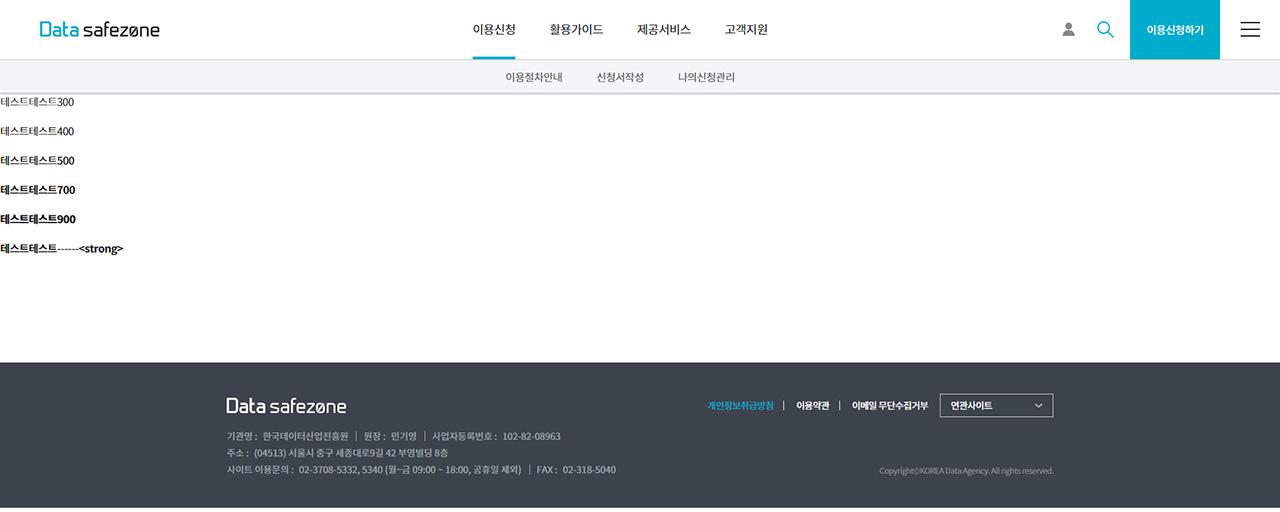 Data safezone
이용신청 활용가이드 제공서비스 고객지원
이용신청하기
이용절차안내 신청서작성 나의신청관리
테스트테스트300
테스트테스트400
테스트테스트500
테스트테스트700
테스트테스트900
테스트테스트------<strong>
Data safezone
개인정보취급방침 | 이용약관 | 이메일 무단수집거부
연관사이트
기관명 : 한국데이터산업진흥원 | 원장 : 민기영 | 사업자등록번호 : 102-82-08963
주소 : (04513) 서울시 중구 세종대로9길 42 부영빌딩 8층
사이트 이용문의 : 02-3708-5332, 5340 (월~금 09:00 ~ 18:00, 공휴일 제외) | FAX : 02-318-5040
Copyright©KOREA Data Agency. All rights reserved.